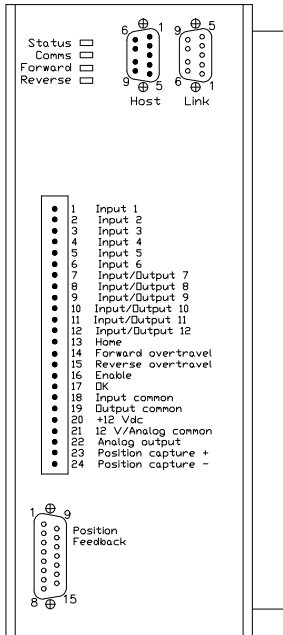 Status
Comms
Forward
Reverse
6 1
9 5
Host
9 5
6 1
Link
1 Input 1
2 Input 2
3 Input 3
4 Input 4
5 Input 5
6 Input 6
7 Input/Output 7
8 Input/Output 8
9 Input/Output 9
10 Input/Output 10
11 Input/Output 11
12 Input/Output 12
13 Home
14 Forward overtravel
15 Reverse overtravel
16 Enable
17 OK
18 Input common
19 Output common
20 +12 Vdc
21 12 V/Analog common
22 Analog output
23 Position capture +
24 Position capture -
1 9
Position
Feedback
8 15